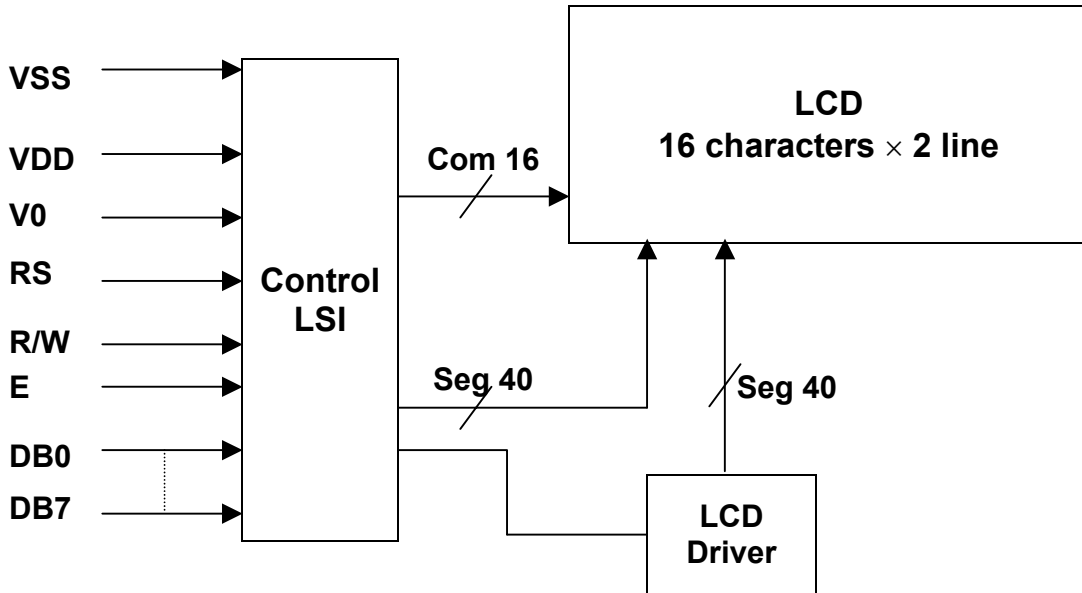 VSS
VDD
V0
RS
R/W
E
DB0
DB7
Control
LSI
Com 16
Seg 40
LCD
16 characters × 2 line
Seg 40
LCD
Driver